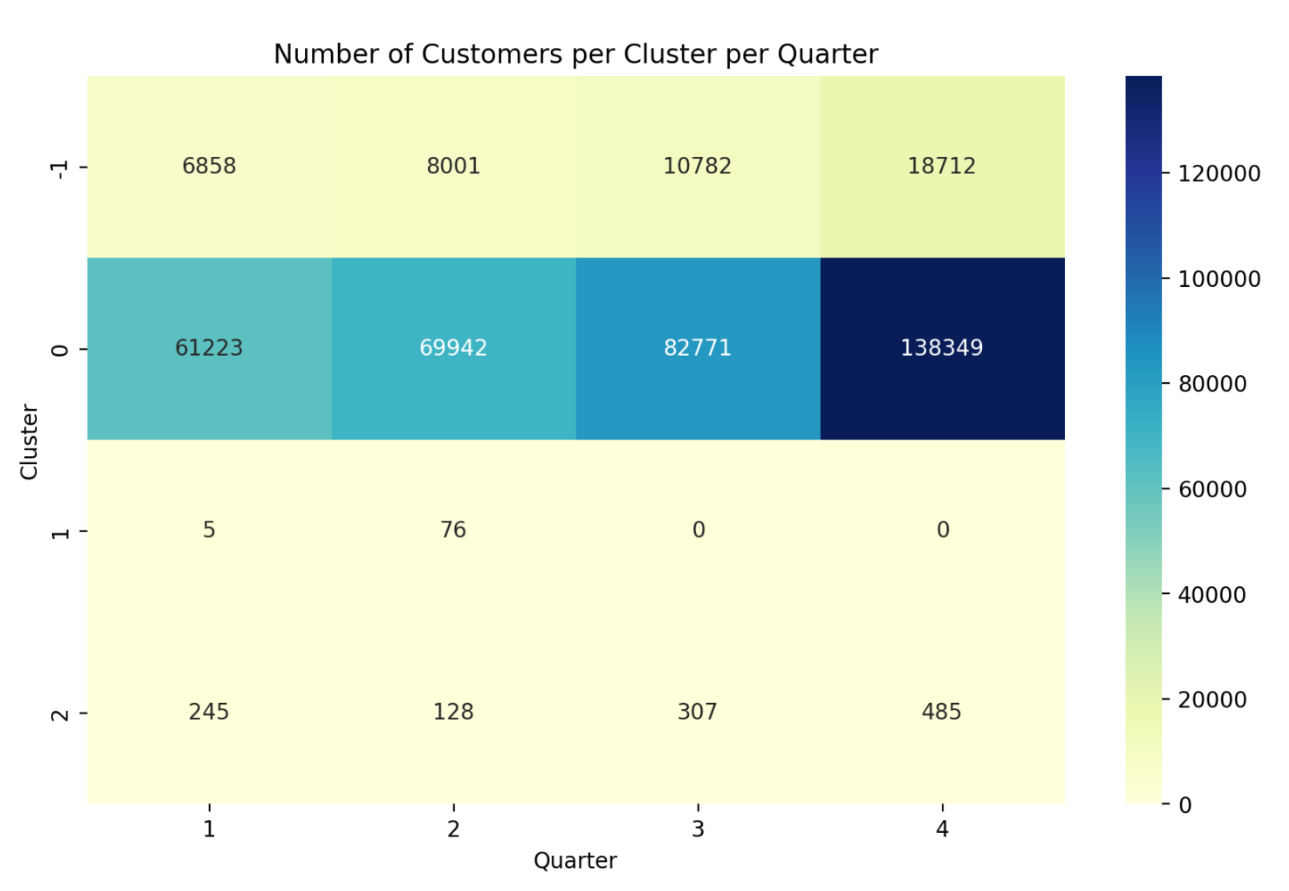 Number of Customers per Cluster per Quarter
-1 6858 8001 10782 18712
0 61223 69942 82771 138349
1 5 76 0 0
2 245 128 307 485
1 2 3 4
Quarter
Cluster
120000
100000
80000
60000
40000
20000
0